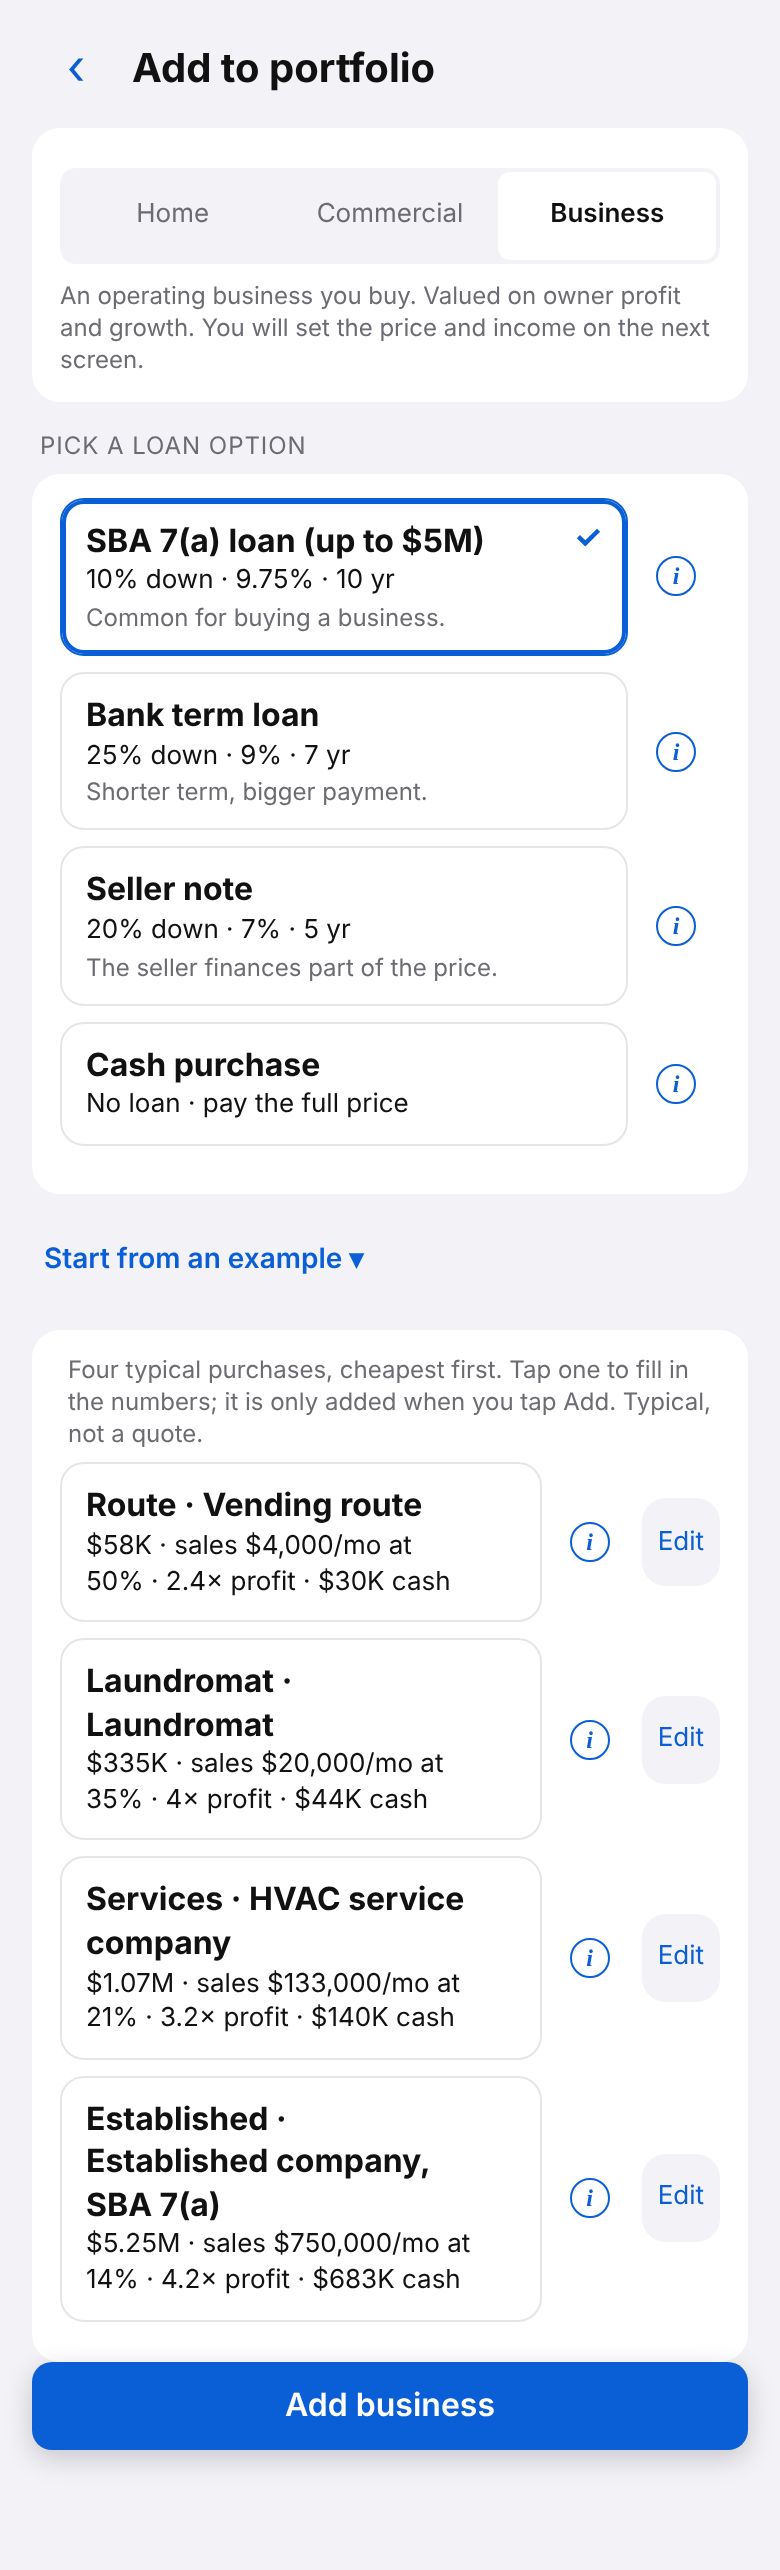 ‹ Add to portfolio
Home Commercial Business
An operating business you buy. Valued on owner profit
and growth. You will set the price and income on the next
screen.
PICK A LOAN OPTION
SBA 7(a) loan (up to $5M) ✓
10% down · 9.75% · 10 yr
Common for buying a business.
i
Bank term loan
25% down · 9% · 7 yr
Shorter term, bigger payment.
i
Seller note
20% down · 7% · 5 yr
The seller finances part of the price.
i
Cash purchase
No loan · pay the full price
i
Start from an example ▾
Four typical purchases, cheapest first. Tap one to fill in
the numbers; it is only added when you tap Add. Typical,
not a quote.
Route · Vending route
$58K · sales $4,000/mo at
50% · 2.4× profit · $30K cash
i Edit
Laundromat ·
Laundromat
$335K · sales $20,000/mo at
35% · 4× profit · $44K cash
i Edit
Services · HVAC service
company
$1.07M · sales $133,000/mo at
21% · 3.2× profit · $140K cash
i Edit
Established ·
Established company,
SBA 7(a)
$5.25M · sales $750,000/mo at
14% · 4.2× profit · $683K cash
i Edit
Add business